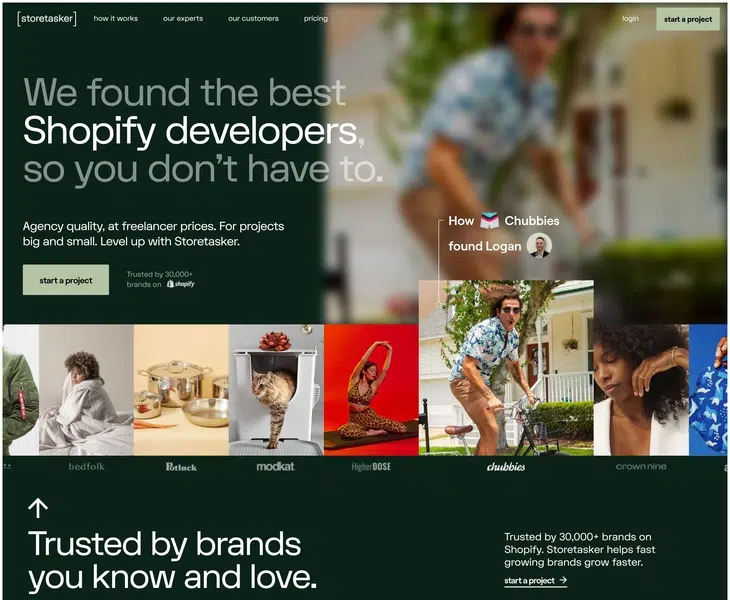 [storetasker]
how it works
our experts
our customers
pricing
login
start a project
We found the best
Shopify developers,
so you don't have to.
Agency quality, at freelancer prices. For projects
big and small. Level up with Storetasker.
start a project
Trusted by 30,000+
brands on shopify
How Chubbies
found Logan
bedfolk
Potluck
modkat
HigherDOSE
chubbies
crown nine
Trusted by brands
you know and love.
Trusted by 30,000+ brands on
Shopify. Storetasker helps fast
growing brands grow faster.
start a project →